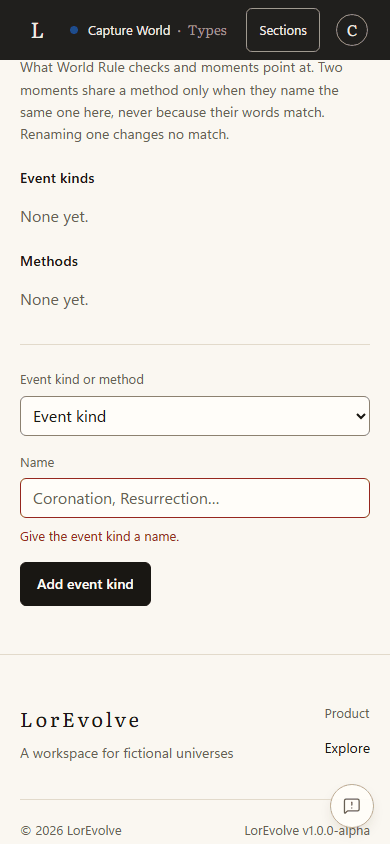 L
Capture World · Types
Sections
C
What World Rule checks and moments point at. Two
moments share a method only when they name the
same one here, never because their words match.
Renaming one changes no match.
Event kinds
None yet.
Methods
None yet.
Event kind or method
Event kind
Name
Coronation, Resurrection...
Give the event kind a name.
Add event kind
LorEvolve
A workspace for fictional universes
Product
Explore
© 2026 LorEvolve
LorEvolve v1.0.0-alpha